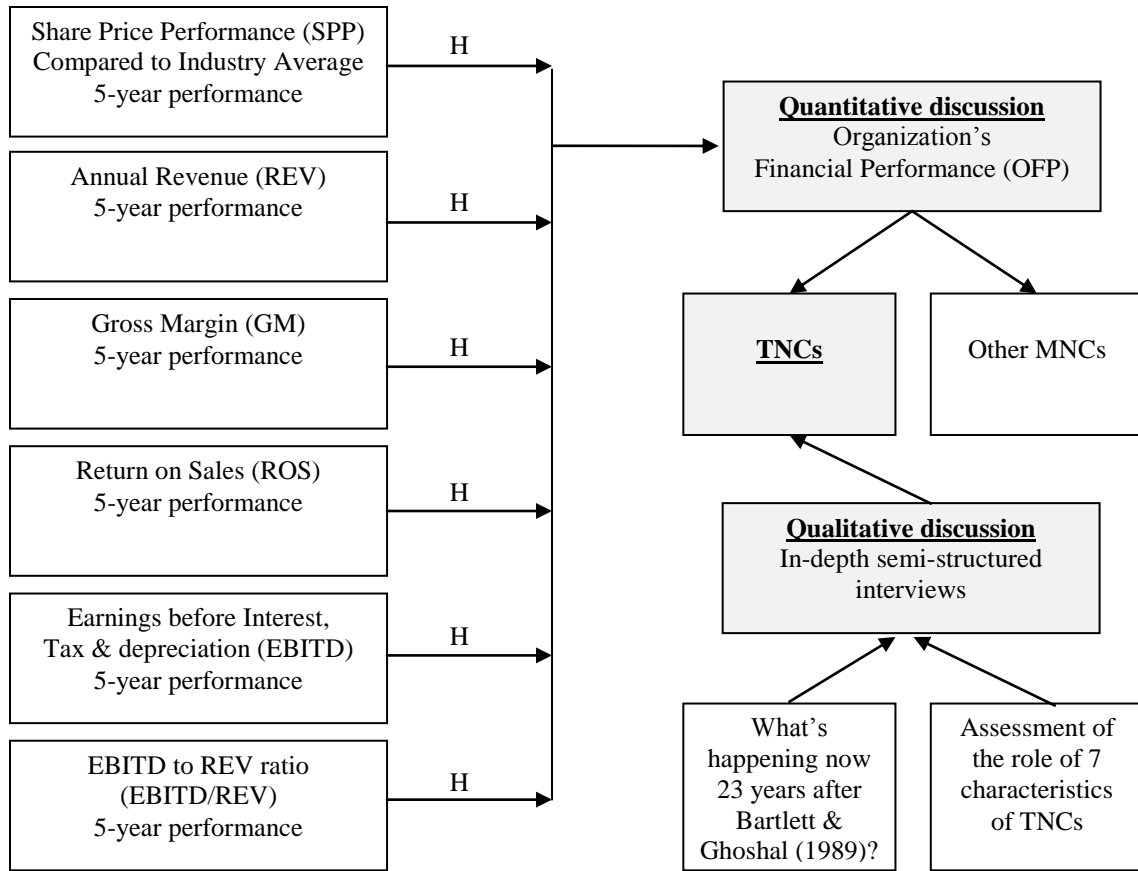 Share Price Performance (SPP)
Compared to Industry Average
5-year performance
H
Annual Revenue (REV)
5-year performance
H
Gross Margin (GM)
5-year performance
H
Return on Sales (ROS)
5-year performance
H
Earnings before Interest,
Tax & depreciation (EBITD)
5-year performance
H
EBITD to REV ratio
(EBITD/REV)
5-year performance
H
Quantitative discussion
Organization’s
Financial Performance (OFP)
TNCs
Other MNCs
Qualitative discussion
In-depth semi-structured
interviews
What’s
happening now
23 years after
Bartlett &
Ghoshal (1989)?
Assessment of
the role of 7
characteristics
of TNCs